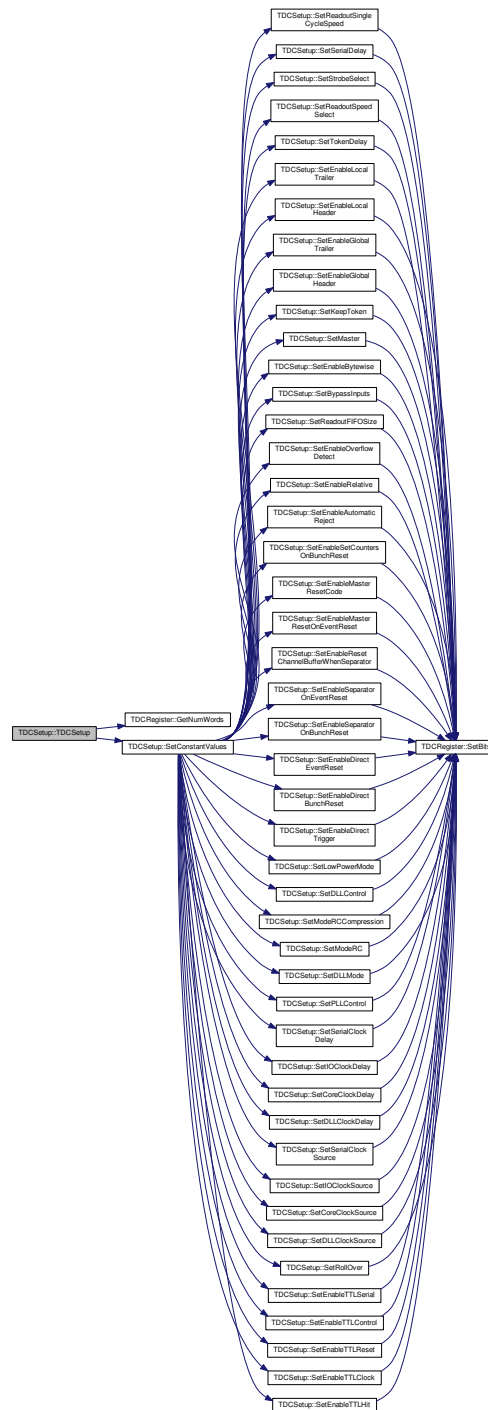 TDCSetup::SetReadoutSingle
CycleSpeed
TDCSetup::SetSerialDelay
TDCSetup::SetStrobeSelect
TDCSetup::SetReadoutSpeed
Select
TDCSetup::SetTokenDelay
TDCSetup::SetEnableLocal
Trailer
TDCSetup::SetEnableLocal
Header
TDCSetup::SetEnableGlobal
Trailer
TDCSetup::SetEnableGlobal
Header
TDCSetup::SetKeepToken
TDCSetup::SetMaster
TDCSetup::SetEnableBytewise
TDCSetup::SetBypassInputs
TDCSetup::SetReadoutFIFOSize
TDCSetup::SetEnableOverflow
Detect
TDCSetup::SetEnableRelative
TDCSetup::SetEnableAutomatic
Reject
TDCSetup::SetEnableSetCounters
OnBunchReset
TDCSetup::SetEnableMaster
ResetCode
TDCSetup::SetEnableMaster
ResetOnEventReset
TDCSetup::SetEnableReset
ChannelBufferWhenSeparator
TDCSetup::SetEnableSeparator
OnEventReset
TDCRegister::GetNumWords
TDCSetup::SetEnableSeparator
OnBunchReset
TDCSetup::TDCSetup
TDCSetup::SetConstantValues
TDCRegister::SetBits
TDCSetup::SetEnableDirect
EventReset
TDCSetup::SetEnableDirect
BunchReset
TDCSetup::SetEnableDirect
Trigger
TDCSetup::SetLowPowerMode
TDCSetup::SetDLLControl
TDCSetup::SetModeRCCompression
TDCSetup::SetModeRC
TDCSetup::SetDLLMode
TDCSetup::SetPLLControl
TDCSetup::SetSerialClock
Delay
TDCSetup::SetIOClockDelay
TDCSetup::SetCoreClockDelay
TDCSetup::SetDLLClockDelay
TDCSetup::SetSerialClock
Source
TDCSetup::SetIOClockSource
TDCSetup::SetCoreClockSource
TDCSetup::SetDLLClockSource
TDCSetup::SetRollOver
TDCSetup::SetEnableTTLSerial
TDCSetup::SetEnableTTLControl
TDCSetup::SetEnableTTLReset
TDCSetup::SetEnableTTLClock
TDCSetup::SetEnableTTLHit